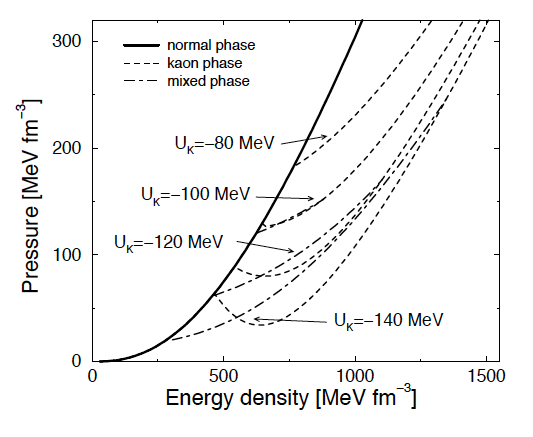 300
200
100
0
0
500
1000
1500
Pressure [MeV fm⁻³]
Energy density [MeV fm⁻³]
normal phase
kaon phase
mixed phase
U_K=−80 MeV
U_K=−100 MeV
U_K=−120 MeV
U_K=−140 MeV